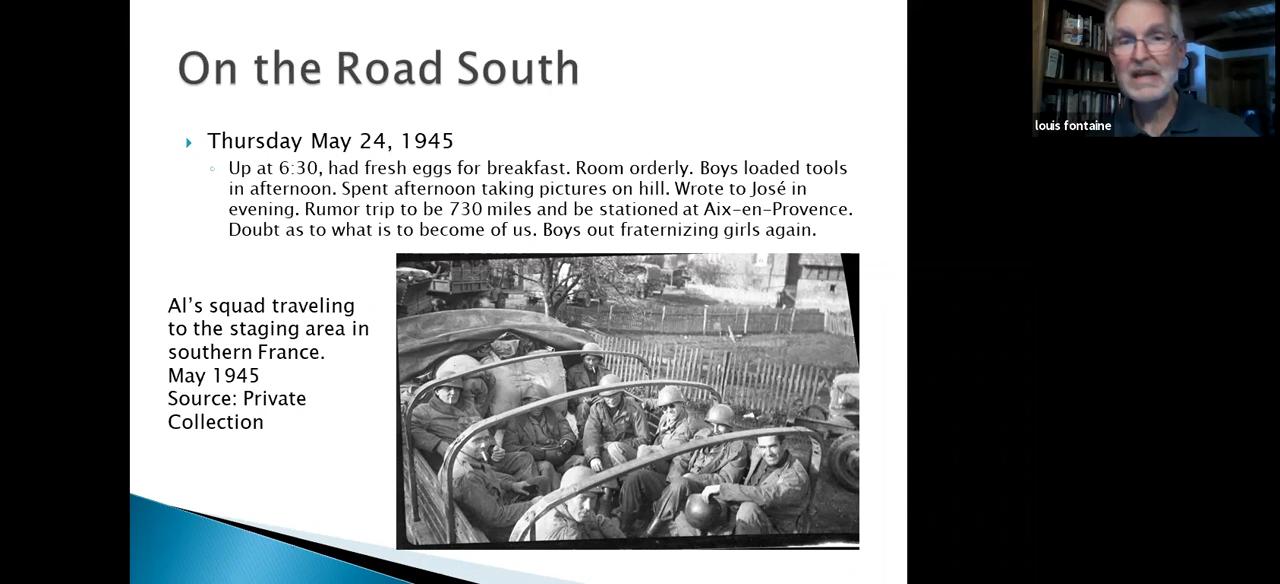 On the Road South
Thursday May 24, 1945
Up at 6:30, had fresh eggs for breakfast. Room orderly. Boys loaded tools
in afternoon. Spent afternoon taking pictures on hill. Wrote to José in
evening. Rumor trip to be 730 miles and be stationed at Aix-en-Provence.
Doubt as to what is to become of us. Boys out fraternizing girls again.
Al's squad traveling
to the staging area in
southern France.
May 1945
Source: Private
Collection
louis fontaine